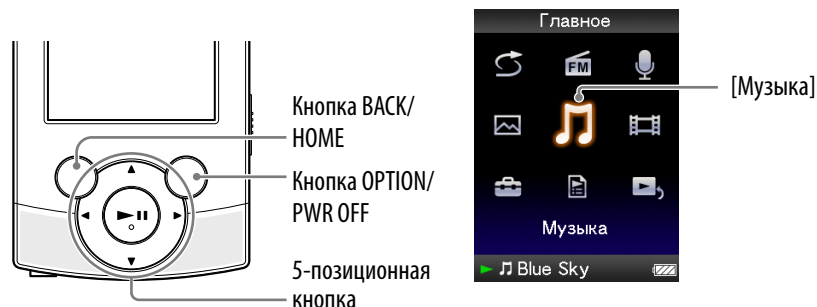 Кнопка BACK/
HOME
Кнопка OPTION/
PWR OFF
5-позиционная
кнопка
Главное
FM
Музыка
Blue Sky
[Музыка]